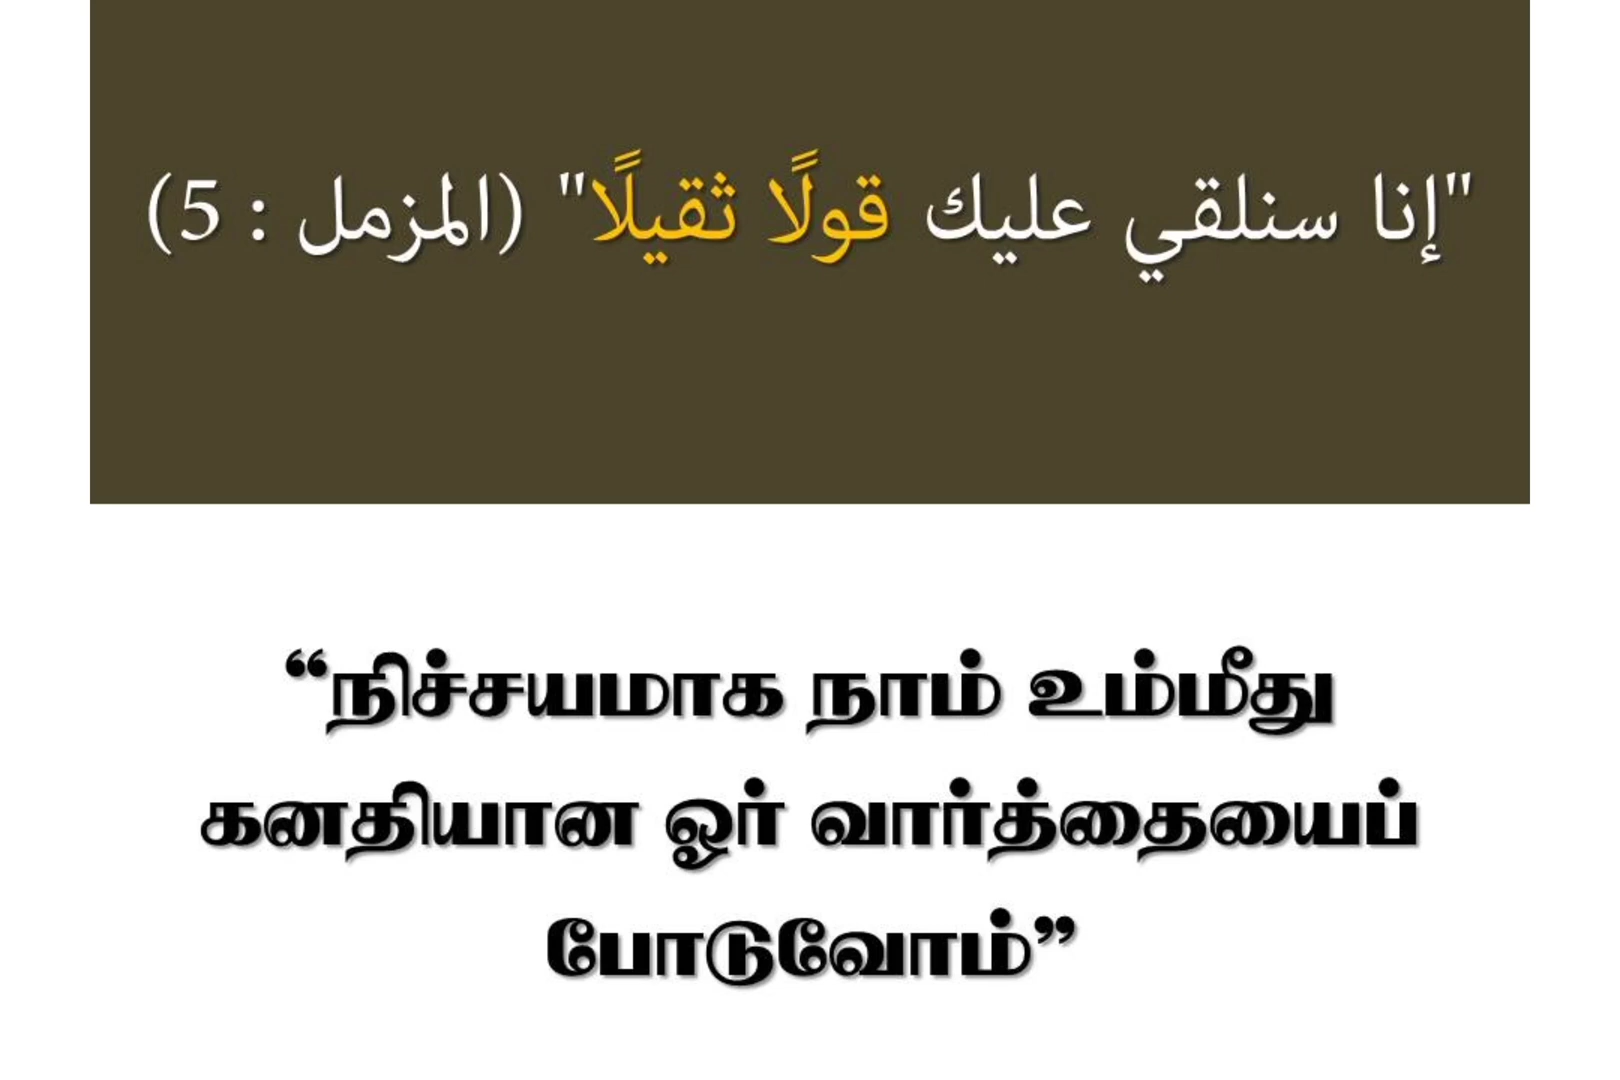 "إنا سنلقي عليك قولًا ثقيلًا" (المزمل : 5)
“நிச்சயமாக நாம் உம்மீது
கனதியான ஓர் வார்த்தையைப்
போடுவோம்”